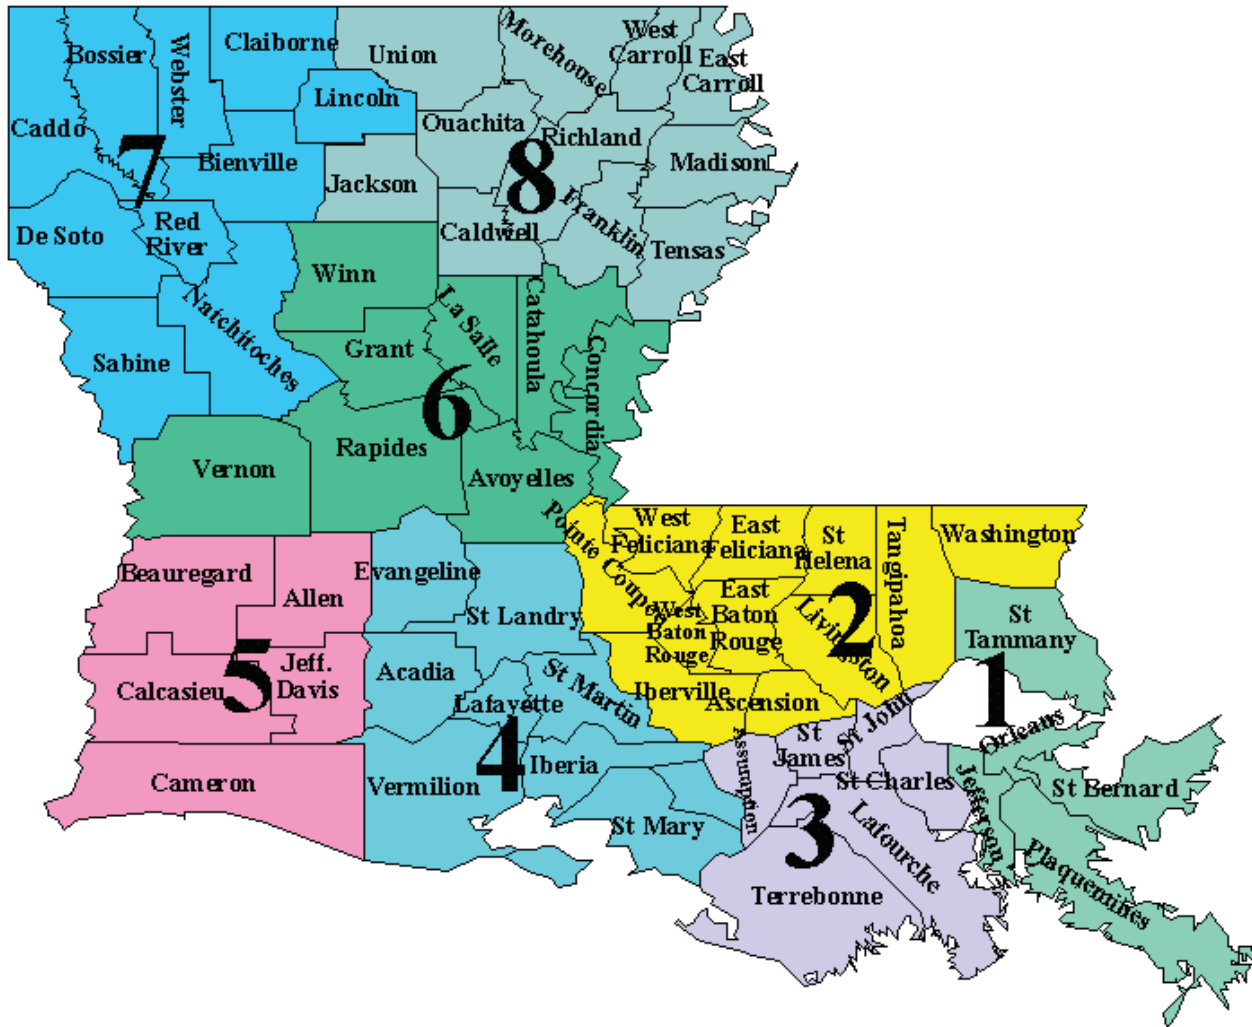 Bossier
Webster
Claiborne
Union
Morehouse
West
Carroll
East
Carroll
Caddo
Lincoln
Ouachita
Richland
7
Bienville
8
Madison
Jackson
Franklin
De Soto
Red
River
Caldwell
Tensas
Winn
Natchitoches
La Salle
Catahoula
Sabine
Grant
Concordia
6
Rapides
Vernon
Avoyelles
Pointe Coupee
West
Feliciana
East
Feliciana
St
Helena
Tangipahoa
Washington
Beauregard
Allen
Evangeline
St Landry
West
Baton
Rouge
East
Baton
Rouge
Livingston
2
St
Tammany
5
Jeff.
Davis
Calcasieu
Acadia
Lafayette
St Martin
Iberville
Ascension
St John
1
Orleans
Cameron
Vermilion
4
Iberia
Assumption
St
James
St Charles
Jefferson
St Bernard
St Mary
3
Lafourche
Plaquemines
Terrebonne